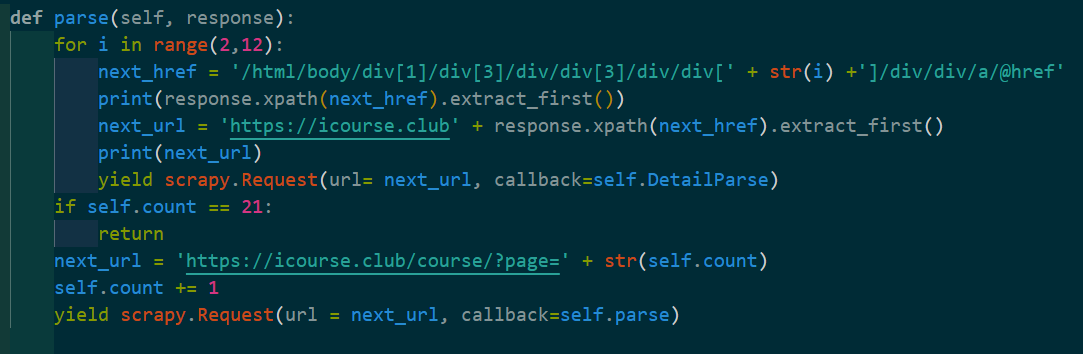 def parse(self, response):
    for i in range(2,12):
        next_href = '/html/body/div[1]/div[3]/div/div[3]/div/div[' + str(i) +']/div/div/a/@href'
        print(response.xpath(next_href).extract_first())
        next_url = 'https://icourse.club' + response.xpath(next_href).extract_first()
        print(next_url)
        yield scrapy.Request(url= next_url, callback=self.DetailParse)
    if self.count == 21:
        return
    next_url = 'https://icourse.club/course/?page=' + str(self.count)
    self.count += 1
    yield scrapy.Request(url = next_url, callback=self.parse)